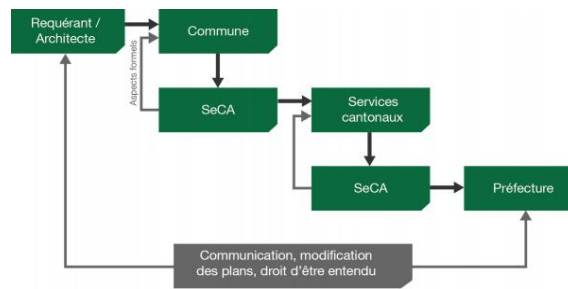 Requérant /
Architecte
Commune
Aspects formels
SeCA
Services
cantonaux
SeCA
Préfecture
Communication, modification
des plans, droit d'être entendu